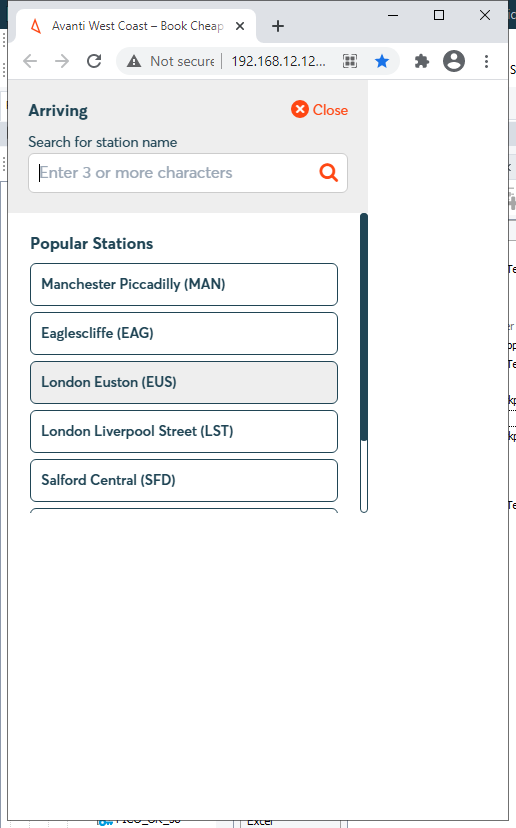 Avanti West Coast – Book Cheap
Not secure
192.168.12.12...
Arriving
Close
Search for station name
Enter 3 or more characters
Popular Stations
Manchester Piccadilly (MAN)
Eaglescliffe (EAG)
London Euston (EUS)
London Liverpool Street (LST)
Salford Central (SFD)
Excel